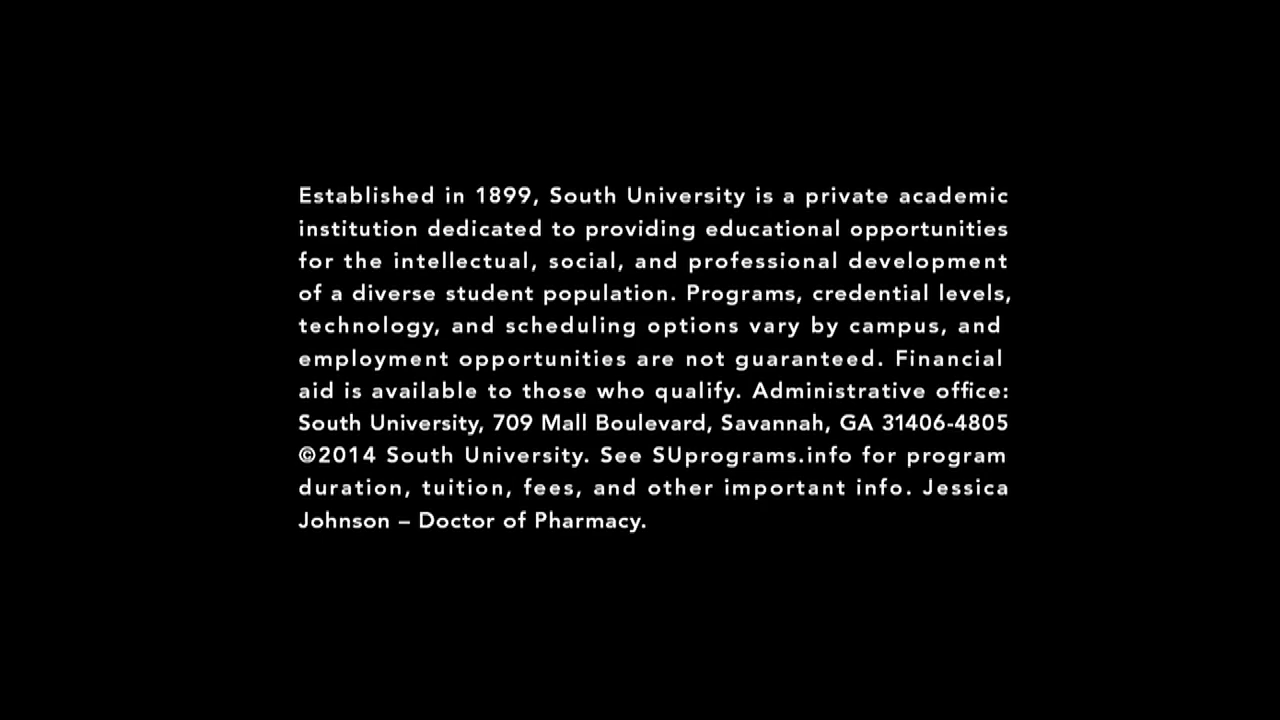 Established in 1899, South University is a private academic
institution dedicated to providing educational opportunities
for the intellectual, social, and professional development
of a diverse student population. Programs, credential levels,
technology, and scheduling options vary by campus, and
employment opportunities are not guaranteed. Financial
aid is available to those who qualify. Administrative office:
South University, 709 Mall Boulevard, Savannah, GA 31406-4805
©2014 South University. See SUprograms.info for program
duration, tuition, fees, and other important info. Jessica
Johnson – Doctor of Pharmacy.